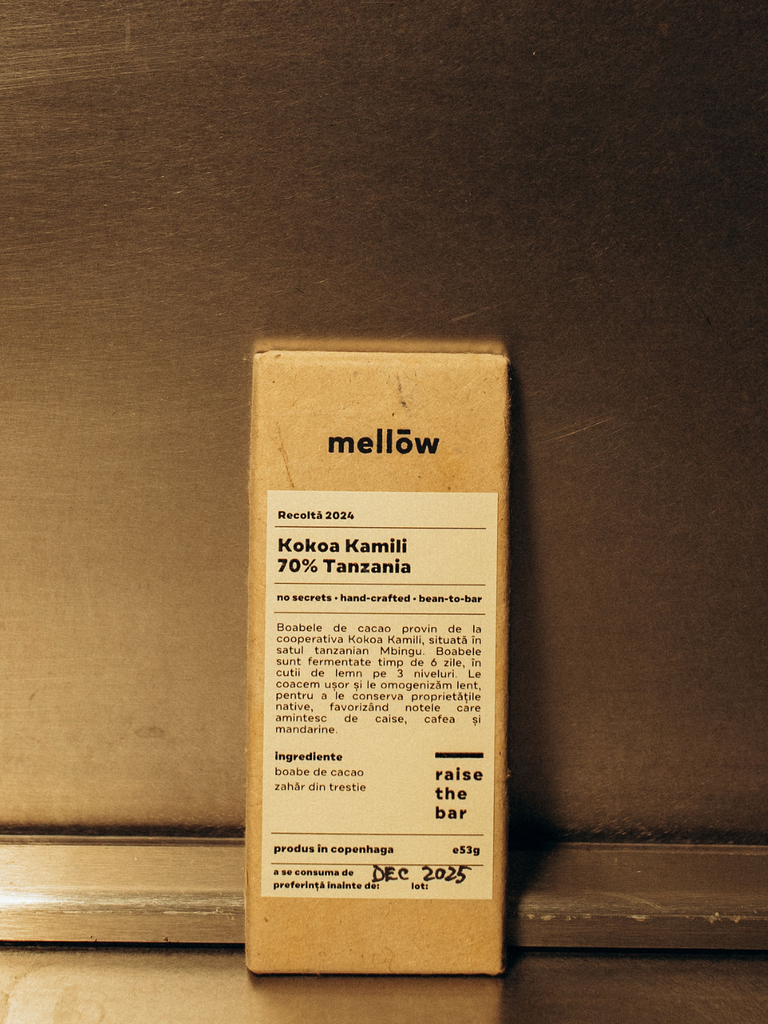 mellōw
Recoltă 2024
Kokoa Kamili
70% Tanzania
no secrets • hand-crafted • bean-to-bar
Boabele de cacao provin de la
cooperativa Kokoa Kamili, situată în
satul tanzanian Mbingu. Boabele
sunt fermentate timp de 6 zile, în
cutii de lemn pe 3 niveluri. Le
coacem ușor și le omogenizăm lent,
pentru a le conserva proprietățile
native, favorizând notele care
amintesc de caise, cafea și
mandarine.
ingrediente
boabe de cacao
zahăr din trestie
raise
the
bar
produs în copenhaga e53g
a se consuma de
preferință înainte de: DEC 2025 lot: